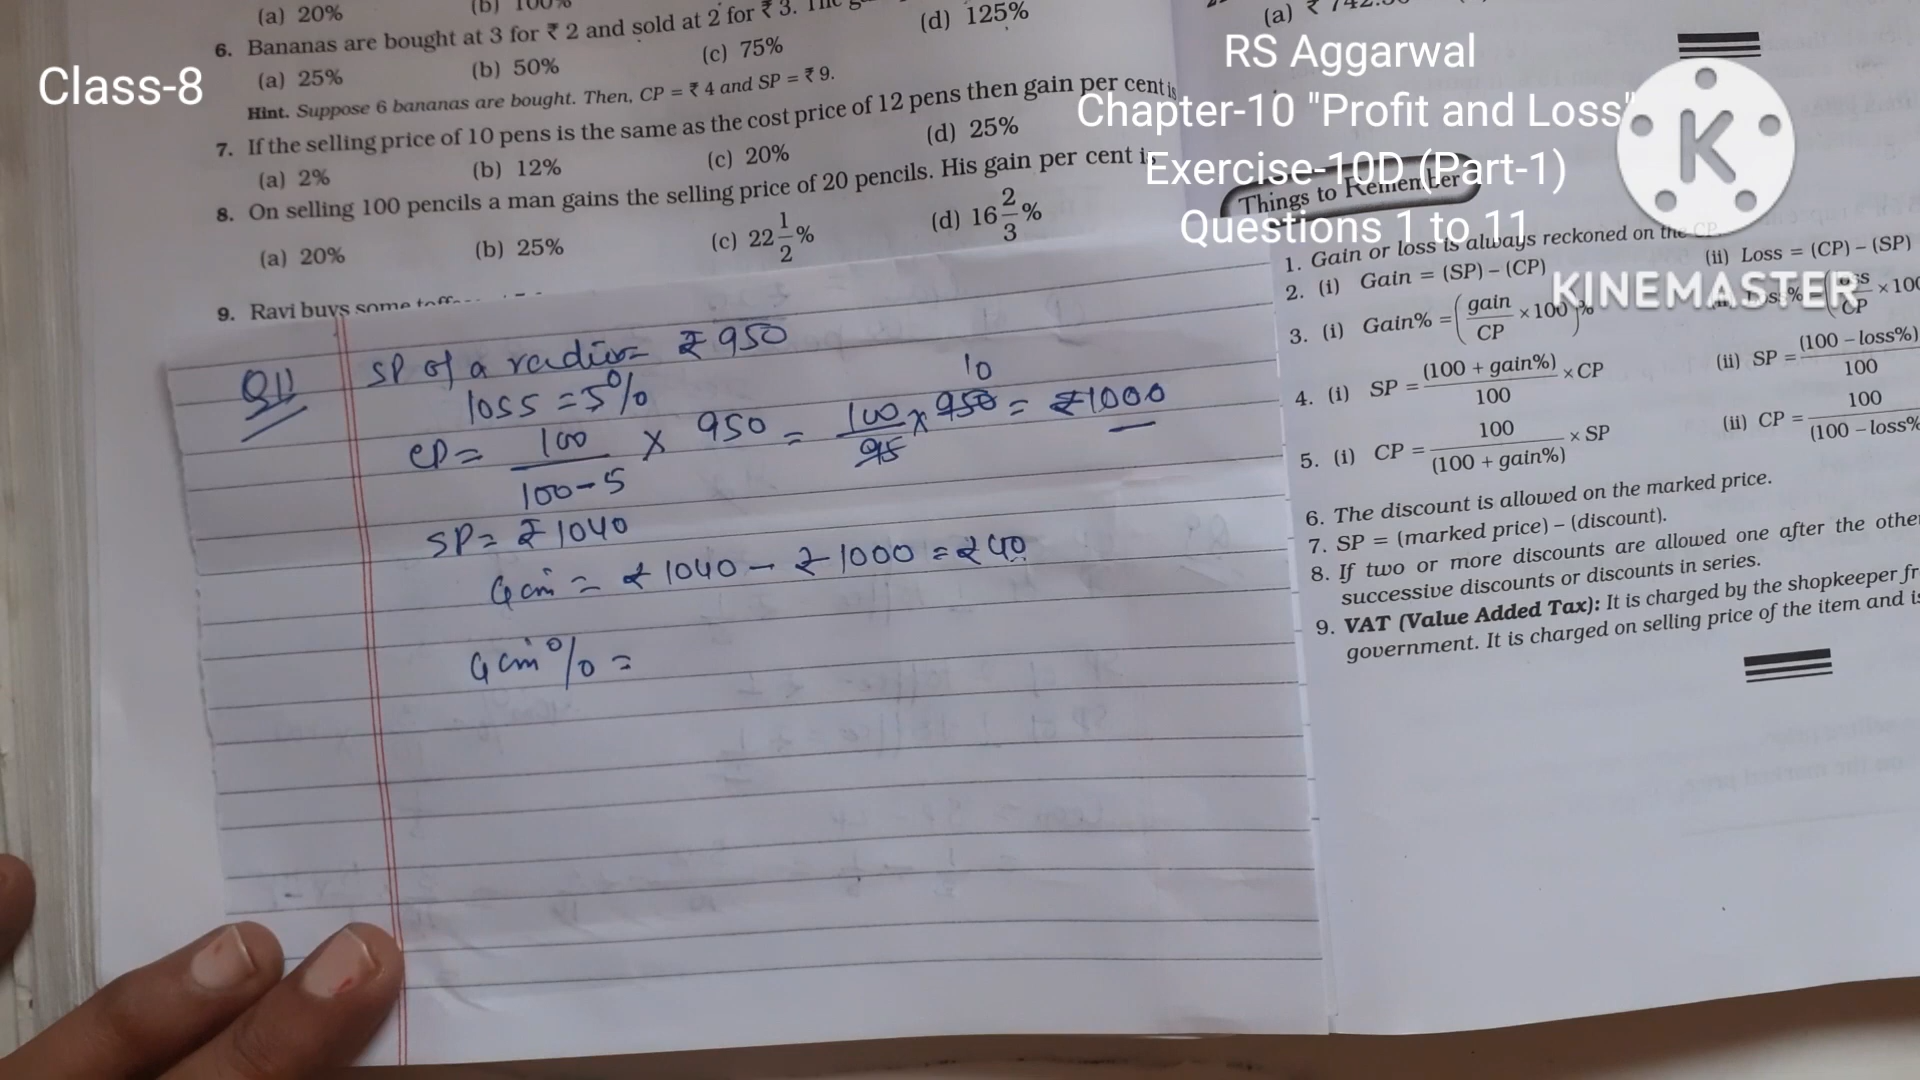 (a) 20%
(b) 100%
6. Bananas are bought at 3 for ₹ 2 and sold at 2 for ₹ 3. The
(a) 25%
(b) 50%
(c) 75%
(d) 125%
Hint. Suppose 6 bananas are bought. Then, CP = ₹ 4 and SP = ₹ 9.
7. If the selling price of 10 pens is the same as the cost price of 12 pens then gain per cent is
(a) 2%
(b) 12%
(c) 20%
(d) 25%
8. On selling 100 pencils a man gains the selling price of 20 pencils. His gain per cent is
(a) 20%
(b) 25%
(c) 22 1/2 %
(d) 16 2/3 %
9. Ravi buys some
Q11
SP of a radio = ₹ 950
loss = 5%
CP = 100/(100-5) × 950 = 100/95 × 950 = ₹1000
10
SP = ₹ 1040
Gain = ₹ 1040 - ₹ 1000 = ₹ 40
Gain% =
Class-8
RS Aggarwal
Chapter-10 "Profit and Loss"
Exercise-10D (Part-1)
Questions 1 to 11
K
KINEMASTER
(a)
Things to Remember
1. Gain or loss is always reckoned on the CP.
2. (i) Gain = (SP) – (CP)
(ii) Loss = (CP) – (SP)
3. (i) Gain% = (gain/CP × 100)%
4. (i) SP = (100 + gain%)/100 × CP
(ii) SP = (100 – loss%)/100
5. (i) CP = 100/(100 + gain%) × SP
(ii) CP = 100/(100 – loss%
6. The discount is allowed on the marked price.
7. SP = (marked price) – (discount).
8. If two or more discounts are allowed one after the other
successive discounts or discounts in series.
9. VAT (Value Added Tax): It is charged by the shopkeeper fr
government. It is charged on selling price of the item and is